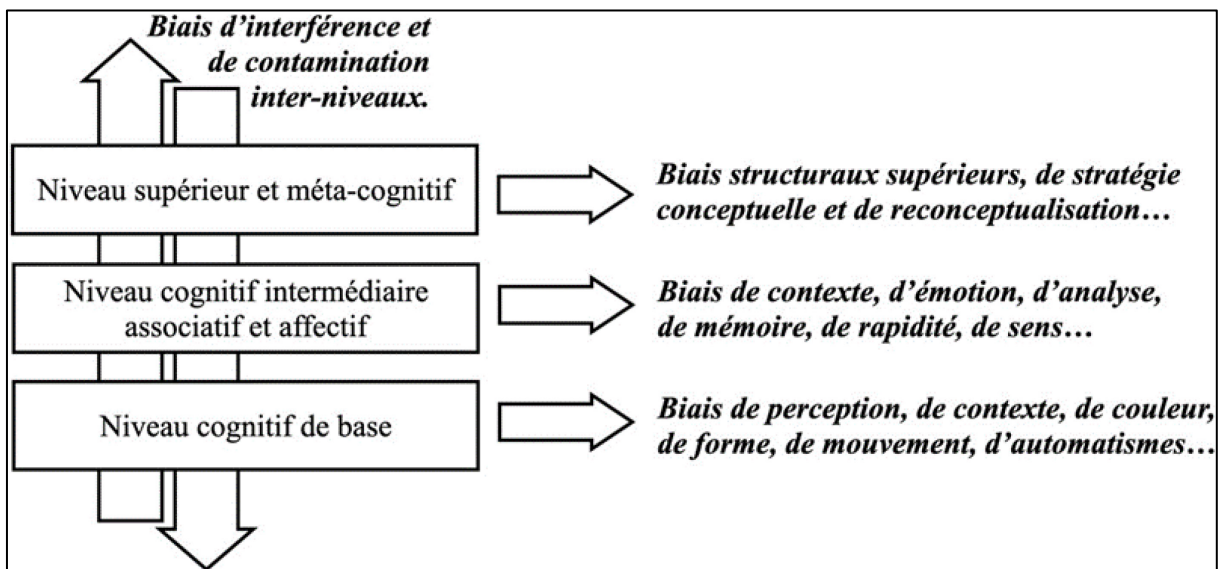 Biais d’interférence et
de contamination
inter-niveaux.
Niveau supérieur et méta-cognitif
Biais structuraux supérieurs, de stratégie
conceptuelle et de reconceptualisation…
Niveau cognitif intermédiaire
associatif et affectif
Biais de contexte, d’émotion, d’analyse,
de mémoire, de rapidité, de sens…
Niveau cognitif de base
Biais de perception, de contexte, de couleur,
de forme, de mouvement, d’automatismes…